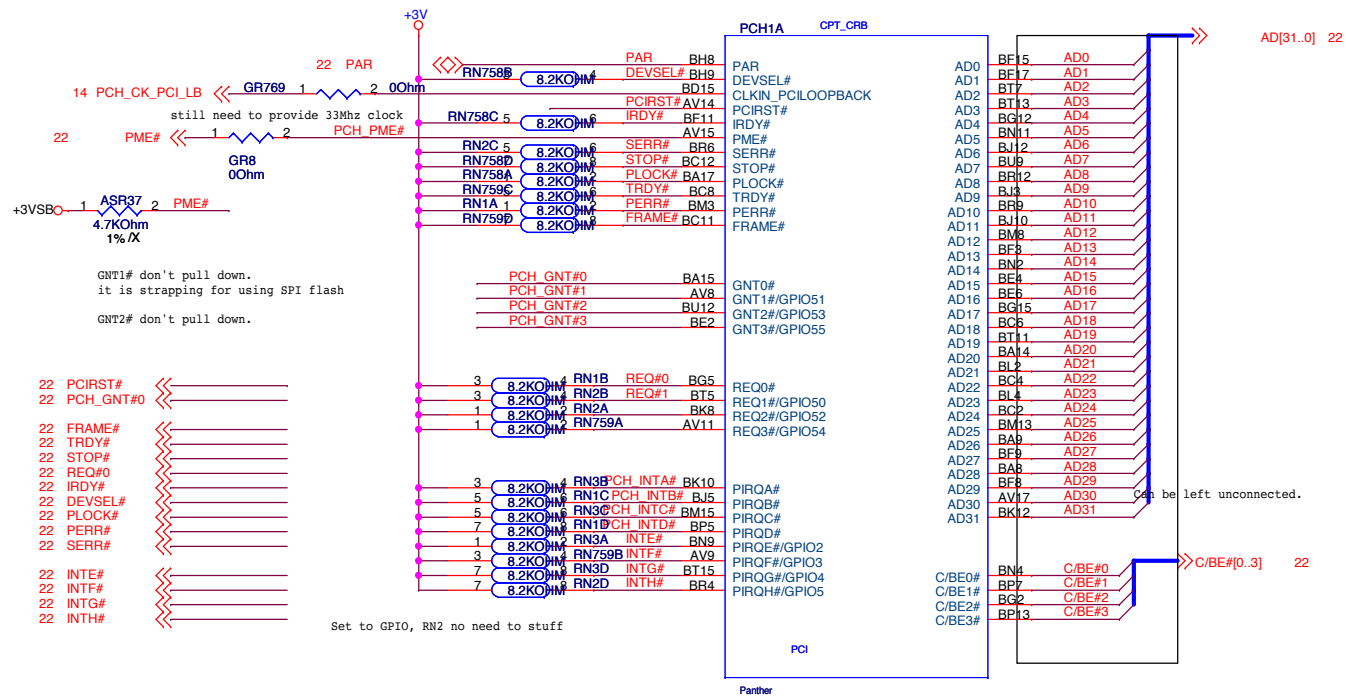 +3V
PCH1A CPT_CRB
AD[31..0] 22
22 PAR
PAR BH8 PAR
RN758B 8.2KOHM 4 DEVSEL# BH9 DEVSEL#
14 PCH_CK_PCI_LB GR769 1 2 0Ohm BD15 CLKIN_PCILOOPBACK
still need to provide 33Mhz clock
PCIRST# AV14 PCIRST#
RN758C 5 8.2KOHM 6 IRDY# BF11 IRDY#
22 PME# 1 2 PCH_PME# AV15 PME#
GR8
0Ohm
RN2C 5 8.2KOHM 6 SERR# BR6 SERR#
RN758D 8.2KOHM 8 STOP# BC12 STOP#
RN758A 8.2KOHM 2 PLOCK# BA17 PLOCK#
RN759C 8.2KOHM 6 TRDY# BC8 TRDY#
RN1A 1 8.2KOHM 2 PERR# BM3 PERR#
RN759D 8.2KOHM 8 FRAME# BC11 FRAME#
+3VSB 1 ASR37 2 PME#
4.7KOhm
1% /X
GNT1# don't pull down.
it is strapping for using SPI flash
GNT2# don't pull down.
PCH_GNT#0 BA15 GNT0#
PCH_GNT#1 AV8 GNT1#/GPIO51
PCH_GNT#2 BU12 GNT2#/GPIO53
PCH_GNT#3 BE2 GNT3#/GPIO55
3 8.2KOHM 4 RN1B REQ#0 BG5 REQ0#
3 8.2KOHM 4 RN2B REQ#1 BT5 REQ1#/GPIO50
1 8.2KOHM 2 RN2A BK8 REQ2#/GPIO52
1 8.2KOHM 2 RN759A AV11 REQ3#/GPIO54
3 8.2KOHM 4 RN3B PCH_INTA# BK10 PIRQA#
5 8.2KOHM 6 RN1C PCH_INTB# BJ5 PIRQB#
5 8.2KOHM 6 RN3C PCH_INTC# BM15 PIRQC#
7 8.2KOHM 8 RN1D PCH_INTD# BP5 PIRQD#
1 8.2KOHM 2 RN3A INTE# BN9 PIRQE#/GPIO2
3 8.2KOHM 4 RN759B INTF# AV9 PIRQF#/GPIO3
7 8.2KOHM 8 RN3D INTG# BT15 PIRQG#/GPIO4
7 8.2KOHM 8 RN2D INTH# BR4 PIRQH#/GPIO5
22 PCIRST#
22 PCH_GNT#0
22 FRAME#
22 TRDY#
22 STOP#
22 REQ#0
22 IRDY#
22 DEVSEL#
22 PLOCK#
22 PERR#
22 SERR#
22 INTE#
22 INTF#
22 INTG#
22 INTH#
Set to GPIO, RN2 no need to stuff
AD0 BF15 AD0
AD1 BF17 AD1
AD2 BT7 AD2
AD3 BT13 AD3
AD4 BG12 AD4
AD5 BN11 AD5
AD6 BJ12 AD6
AD7 BU9 AD7
AD8 BR12 AD8
AD9 BJ3 AD9
AD10 BR9 AD10
AD11 BJ10 AD11
AD12 BM8 AD12
AD13 BF3 AD13
AD14 BN2 AD14
AD15 BE4 AD15
AD16 BE6 AD16
AD17 BG15 AD17
AD18 BC6 AD18
AD19 BT11 AD19
AD20 BA14 AD20
AD21 BL2 AD21
AD22 BC4 AD22
AD23 BL4 AD23
AD24 BC2 AD24
AD25 BM13 AD25
AD26 BA9 AD26
AD27 BF9 AD27
AD28 BA8 AD28
AD29 BF8 AD29
AD30 AV17 AD30
AD31 BK12 AD31
Can be left unconnected.
C/BE#[0..3] 22
C/BE0# BN4 C/BE#0
C/BE1# BP7 C/BE#1
C/BE2# BG2 C/BE#2
C/BE3# BP13 C/BE#3
PCI
Panther